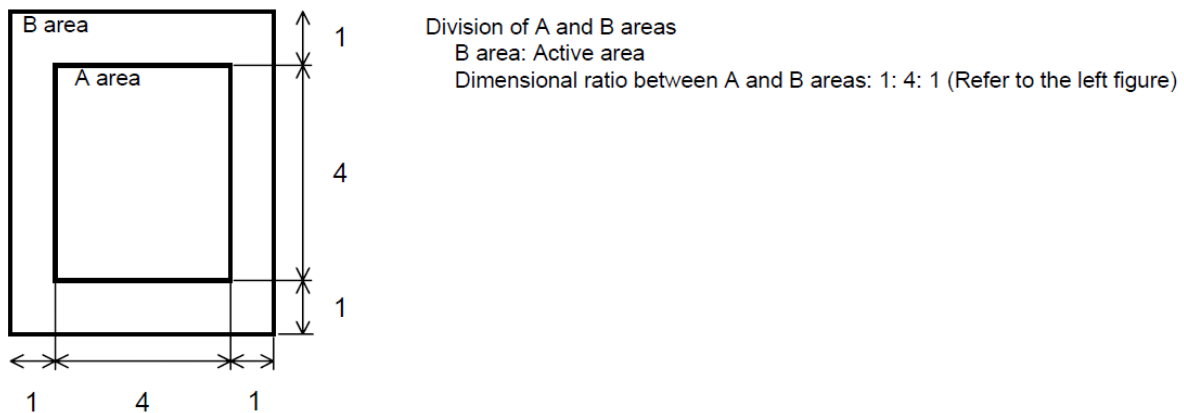 B area
A area
1
4
1
1
4
1
Division of A and B areas
B area: Active area
Dimensional ratio between A and B areas: 1: 4: 1 (Refer to the left figure)